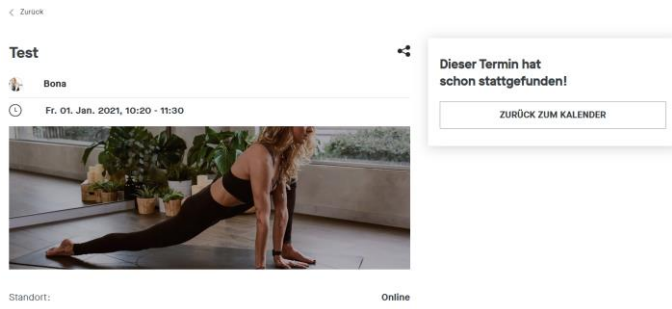 Zurück
Test
Bona
Fr. 01. Jan. 2021, 10:20 - 11:30
Standort: Online
Dieser Termin hat
schon stattgefunden!
ZURÜCK ZUM KALENDER